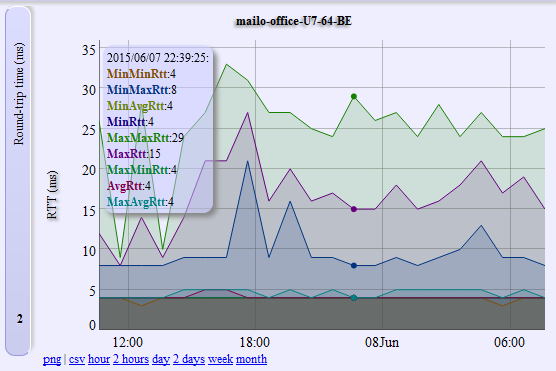 mailo-office-U7-64-BE
Round-trip time (ms)
2
RTT (ms)
35
30
25
20
15
10
5
0
2015/06/07 22:39:25:
MinMinRtt:4
MinMaxRtt:8
MinAvgRtt:4
MinRtt:4
MaxMaxRtt:29
MaxRtt:15
MaxMinRtt:4
AvgRtt:4
MaxAvgRtt:4
12:00 18:00 08Jun 06:00
png | csv hour 2 hours day 2 days week month